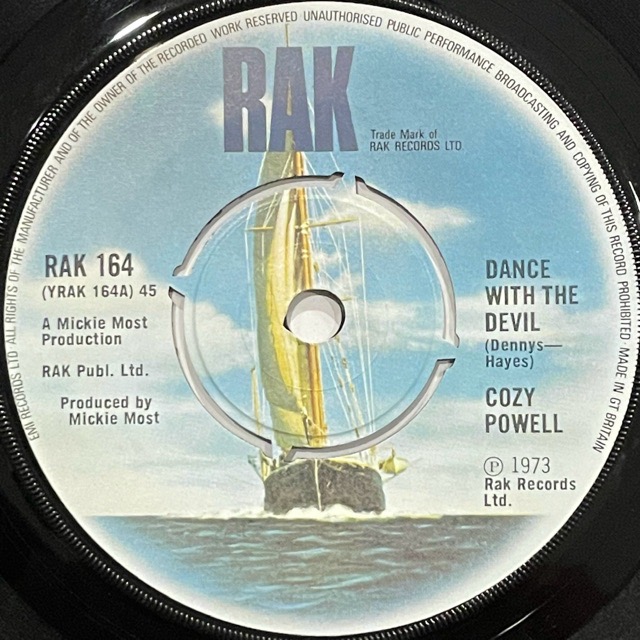 EMI RECORDS LTD ALL RIGHTS OF THE MANUFACTURER AND OF THE OWNER OF THE RECORDED WORK RESERVED UNAUTHORISED PUBLIC PERFORMANCE BROADCASTING AND COPYING OF THIS RECORD PROHIBITED MADE IN GT BRITAIN
RAK
Trade Mark of
RAK RECORDS LTD
RAK 164
(YRAK 164A) 45
A Mickie Most
Production
RAK Publ. Ltd.
Produced by
Mickie Most
DANCE
WITH THE
DEVIL
(Dennys—
Hayes)
COZY
POWELL
Ⓟ 1973
Rak Records
Ltd.